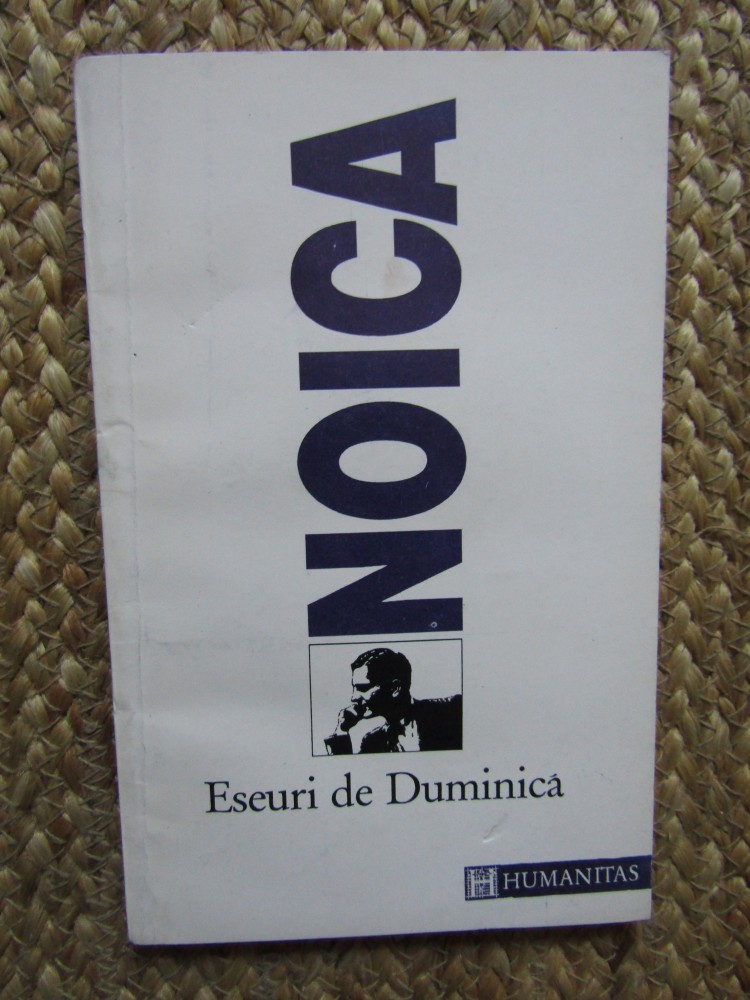 NOICA
Eseuri de Duminică
HUMANITAS